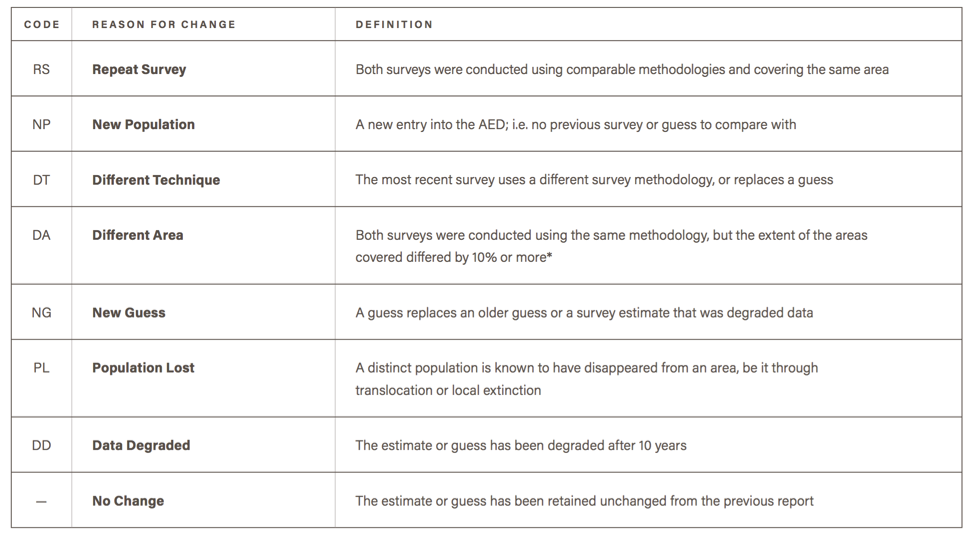 CODE REASON FOR CHANGE DEFINITION
RS Repeat Survey Both surveys were conducted using comparable methodologies and covering the same area
NP New Population A new entry into the AED; i.e. no previous survey or guess to compare with
DT Different Technique The most recent survey uses a different survey methodology, or replaces a guess
DA Different Area Both surveys were conducted using the same methodology, but the extent of the areas
covered differed by 10% or more*
NG New Guess A guess replaces an older guess or a survey estimate that was degraded data
PL Population Lost A distinct population is known to have disappeared from an area, be it through
translocation or local extinction
DD Data Degraded The estimate or guess has been degraded after 10 years
— No Change The estimate or guess has been retained unchanged from the previous report